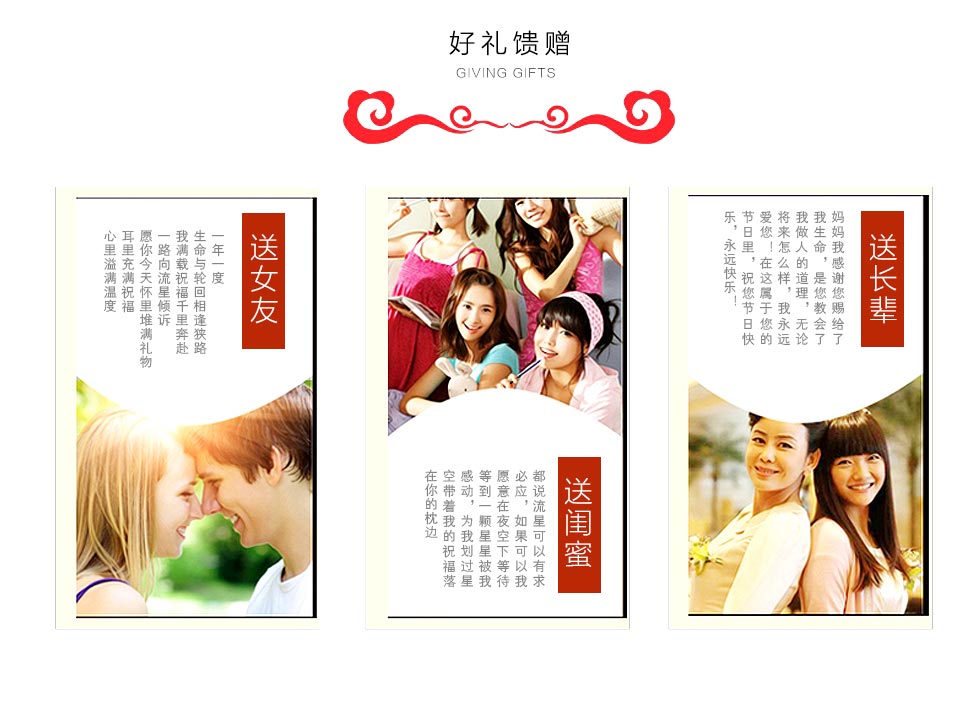 好礼馈赠
GIVING GIFTS
送女友
一年一度
生命与轮回相逢狭路
我满载祝福千里奔赴
一路向流星倾诉
愿你今天怀里堆满礼物
耳里充满祝福
心里溢满温度
送闺蜜
都说流星可以有求
必应，如果可以我
愿意在夜空下等待
等到一颗星星被我
感动，为我划过星
空带着我的祝福落
在你的枕边
送长辈
妈妈我感谢您赐给了
我生命，是您教会了
我做人的道理，无论
将来怎么样，我永远
爱您！在这属于您的
节日里，祝您节日快
乐，永远快乐！